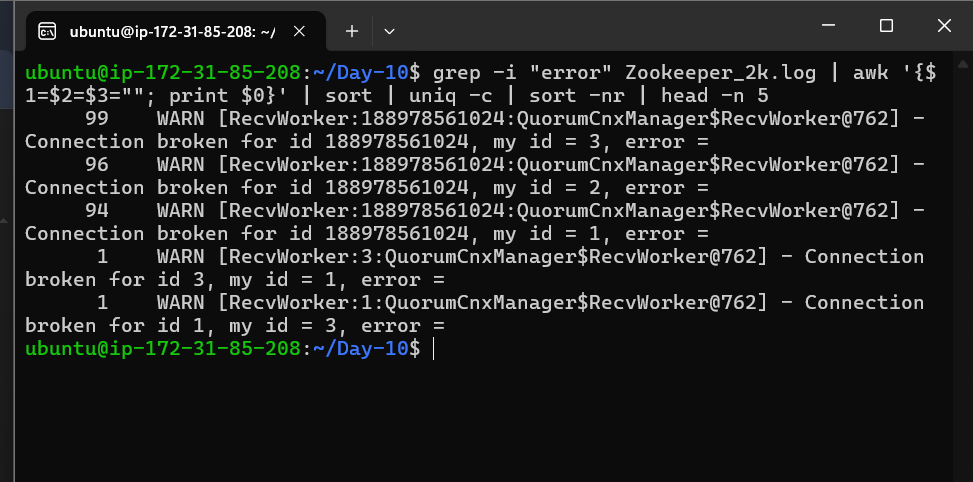 ubuntu@ip-172-31-85-208: ~/
ubuntu@ip-172-31-85-208:~/Day-10$ grep -i "error" Zookeeper_2k.log | awk '{$
1=$2=$3=""; print $0}' | sort | uniq -c | sort -nr | head -n 5
     99    WARN [RecvWorker:188978561024:QuorumCnxManager$RecvWorker@762] -
Connection broken for id 188978561024, my id = 3, error =
     96    WARN [RecvWorker:188978561024:QuorumCnxManager$RecvWorker@762] -
Connection broken for id 188978561024, my id = 2, error =
     94    WARN [RecvWorker:188978561024:QuorumCnxManager$RecvWorker@762] -
Connection broken for id 188978561024, my id = 1, error =
      1    WARN [RecvWorker:3:QuorumCnxManager$RecvWorker@762] - Connection
broken for id 3, my id = 1, error =
      1    WARN [RecvWorker:1:QuorumCnxManager$RecvWorker@762] - Connection
broken for id 1, my id = 3, error =
ubuntu@ip-172-31-85-208:~/Day-10$